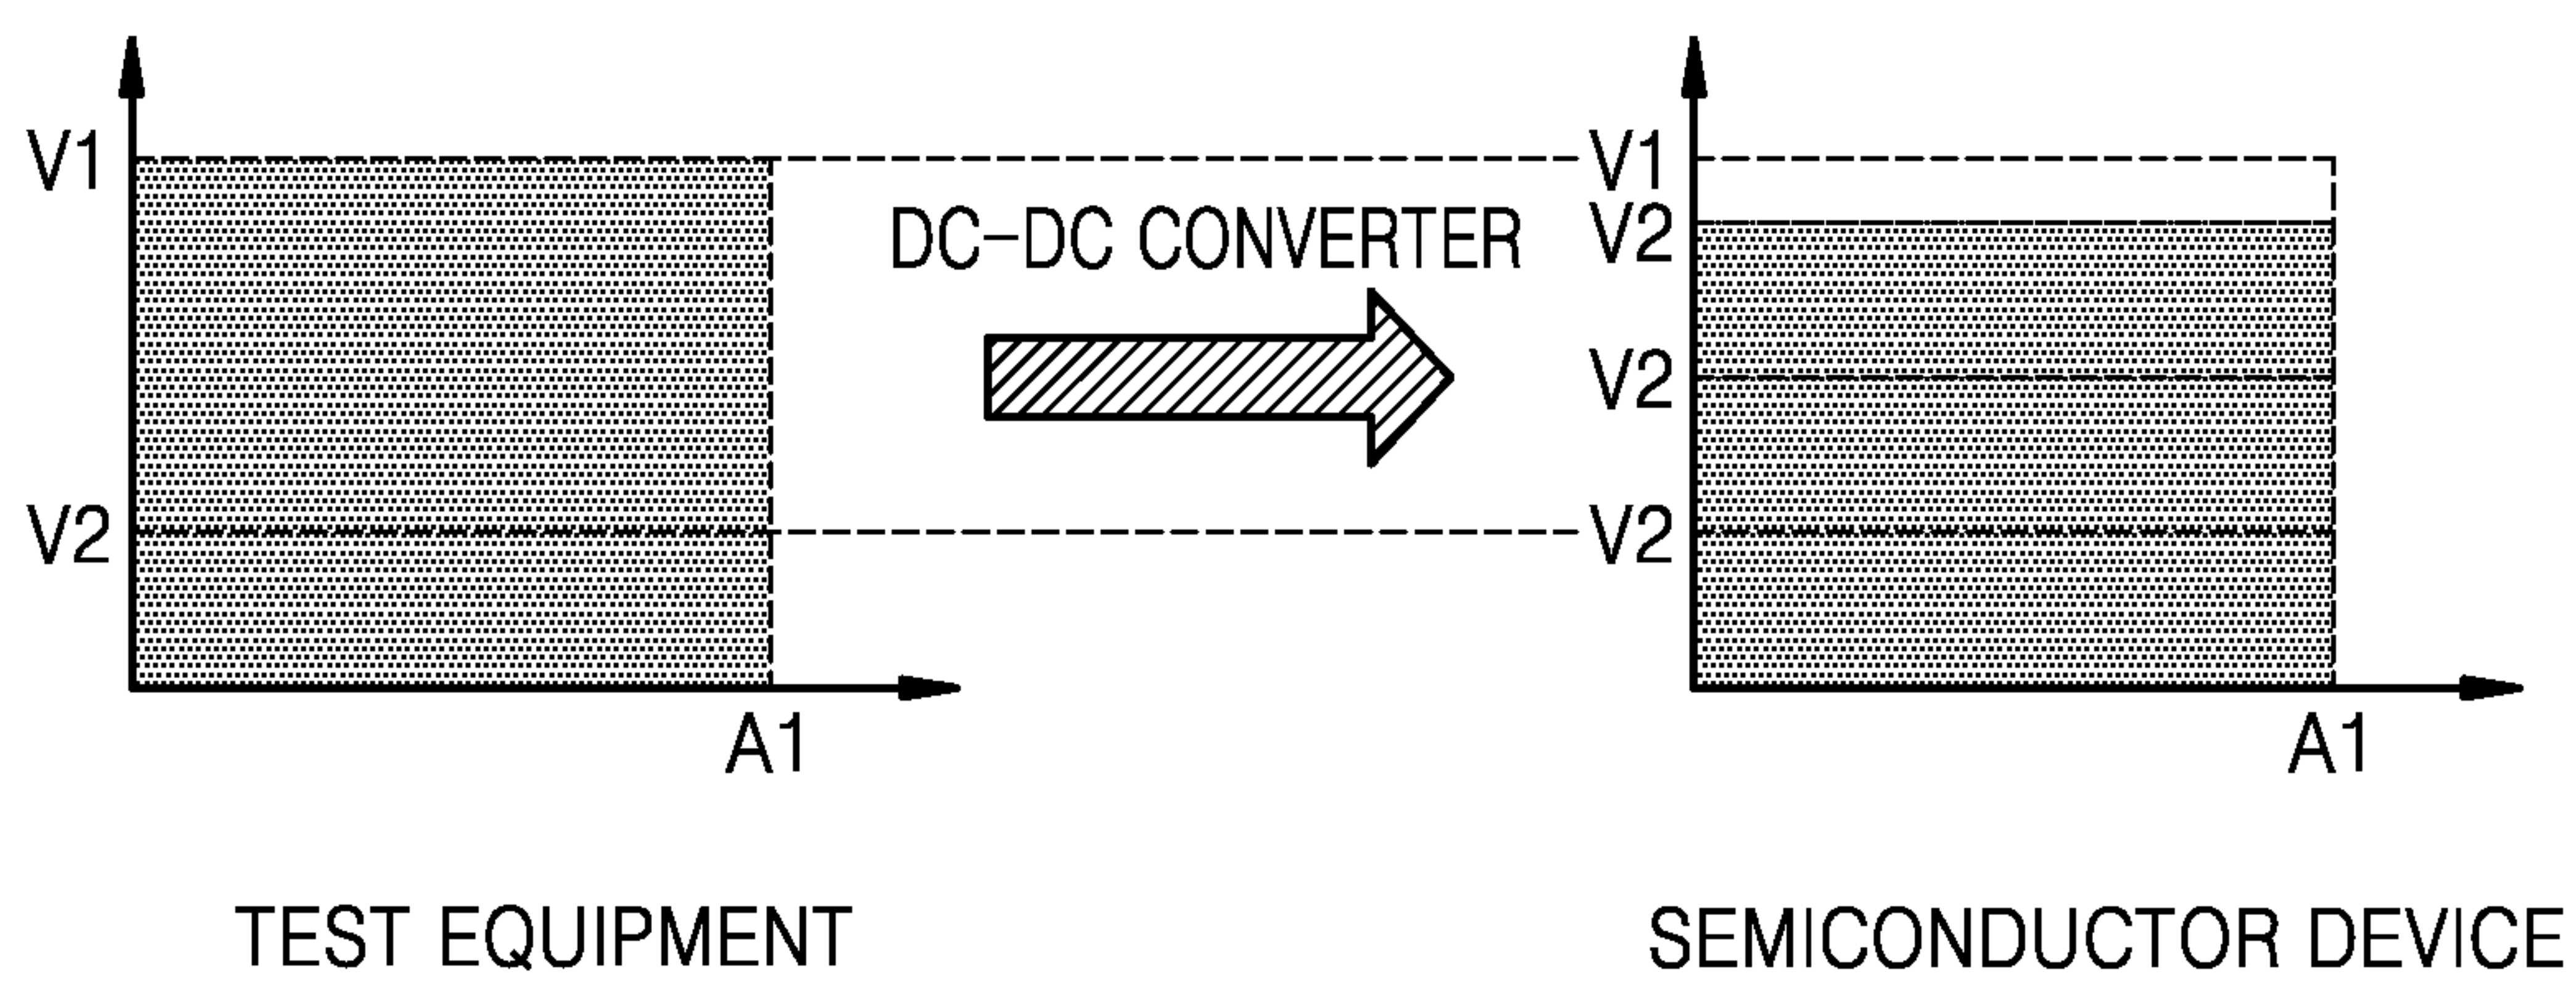 V1
V2
A1
TEST EQUIPMENT
DC-DC CONVERTER
V1
V2
V2
V2
A1
SEMICONDUCTOR DEVICE